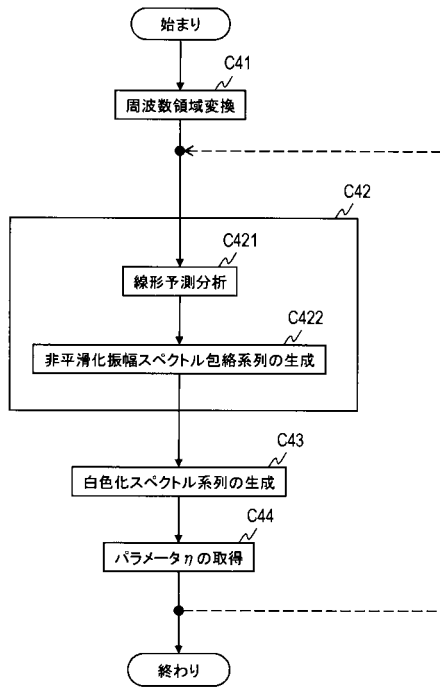 始まり
C41
周波数領域変換
C42
C421
線形予測分析
C422
非平滑化振幅スペクトル包絡系列の生成
C43
白色化スペクトル系列の生成
C44
パラメータηの取得
終わり